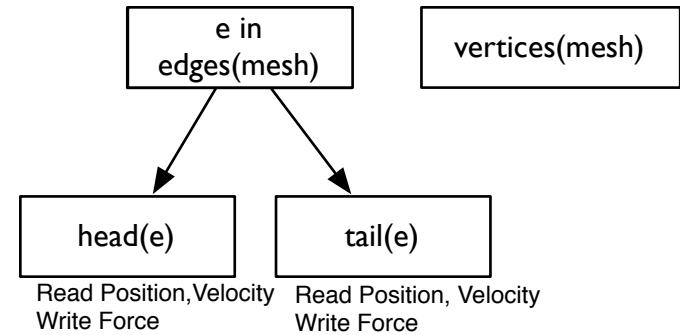 e in
edges(mesh)
vertices(mesh)
head(e)
tail(e)
Read Position,Velocity
Write Force
Read Position, Velocity
Write Force